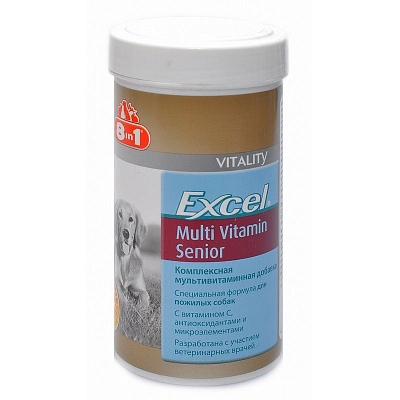 8in1
VITALITY
Excel
Multi Vitamin
Senior
Комплексная
мультивитаминная добавка
Специальная формула для
пожилых собак
С витамином С,
антиоксидантами и
микроэлементами
Разработана с участием
ветеринарных врачей